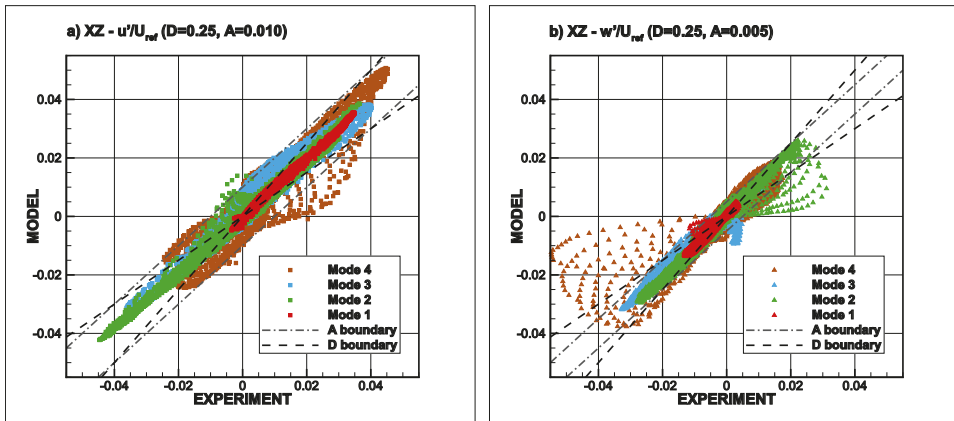 a) XZ - u'/Uref (D=0.25, A=0.010)
0.04
0.02
0
-0.02
-0.04
MODEL
-0.04
-0.02
0
0.02
0.04
EXPERIMENT
Mode 4
Mode 3
Mode 2
Mode 1
A boundary
D boundary
b) XZ - w'/Uref (D=0.25, A=0.005)
0.04
0.02
0
-0.02
-0.04
MODEL
-0.04
-0.02
0
0.02
0.04
EXPERIMENT
Mode 4
Mode 3
Mode 2
Mode 1
A boundary
D boundary